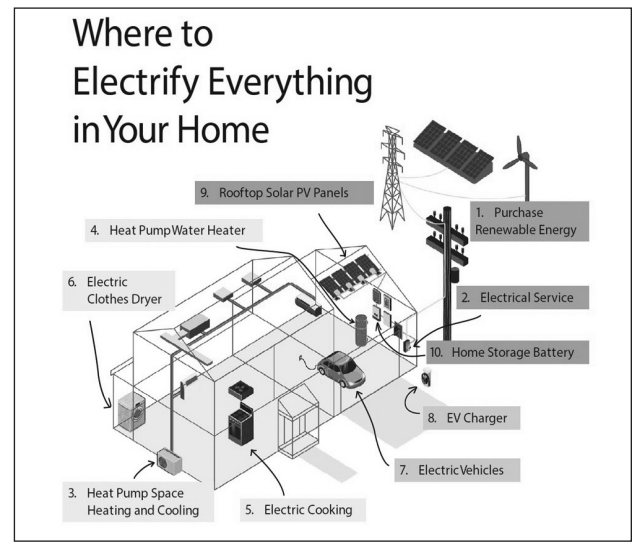 Where to
Electrify Everything
in Your Home
9. Rooftop Solar PV Panels
4. Heat Pump Water Heater
1. Purchase
Renewable Energy
6. Electric
Clothes Dryer
2. Electrical Service
10. Home Storage Battery
8. EV Charger
7. Electric Vehicles
3. Heat Pump Space
Heating and Cooling
5. Electric Cooking